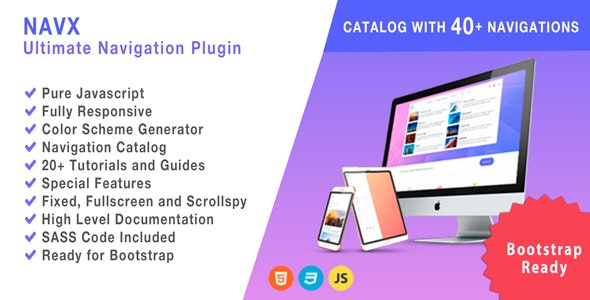 NAVX
Ultimate Navigation Plugin
Pure Javascript
Fully Responsive
Color Scheme Generator
Navigation Catalog
20+ Tutorials and Guides
Special Features
Fixed, Fullscreen and Scrollspy
High Level Documentation
SASS Code Included
Ready for Bootstrap
CATALOG WITH 40+ NAVIGATIONS
JS
Bootstrap
Ready